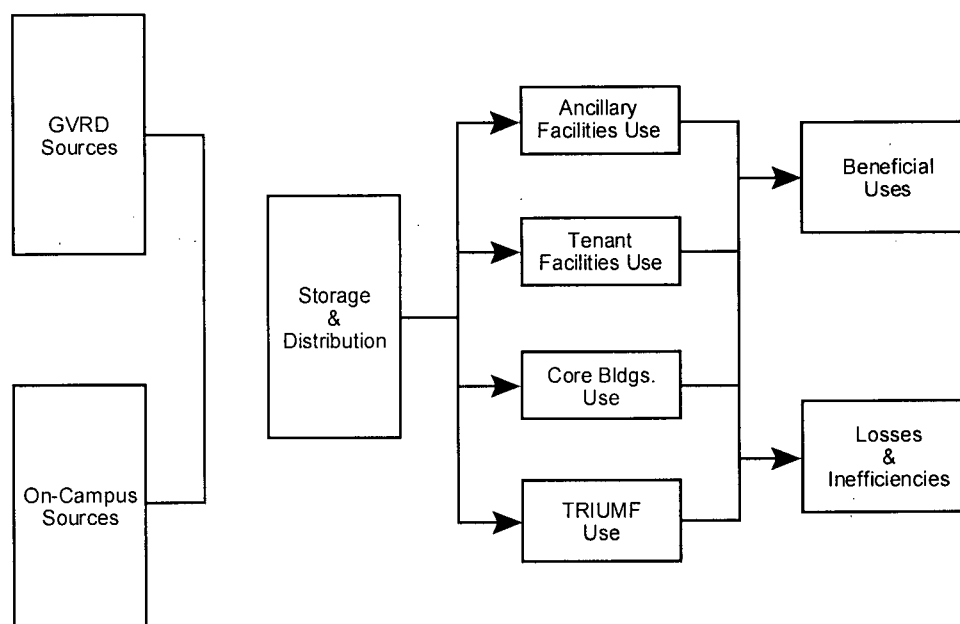 GVRD
Sources
On-Campus
Sources
Storage
&
Distribution
Ancillary
Facilities Use
Tenant
Facilities Use
Core Bldgs.
Use
TRIUMF
Use
Beneficial
Uses
Losses
&
Inefficiencies